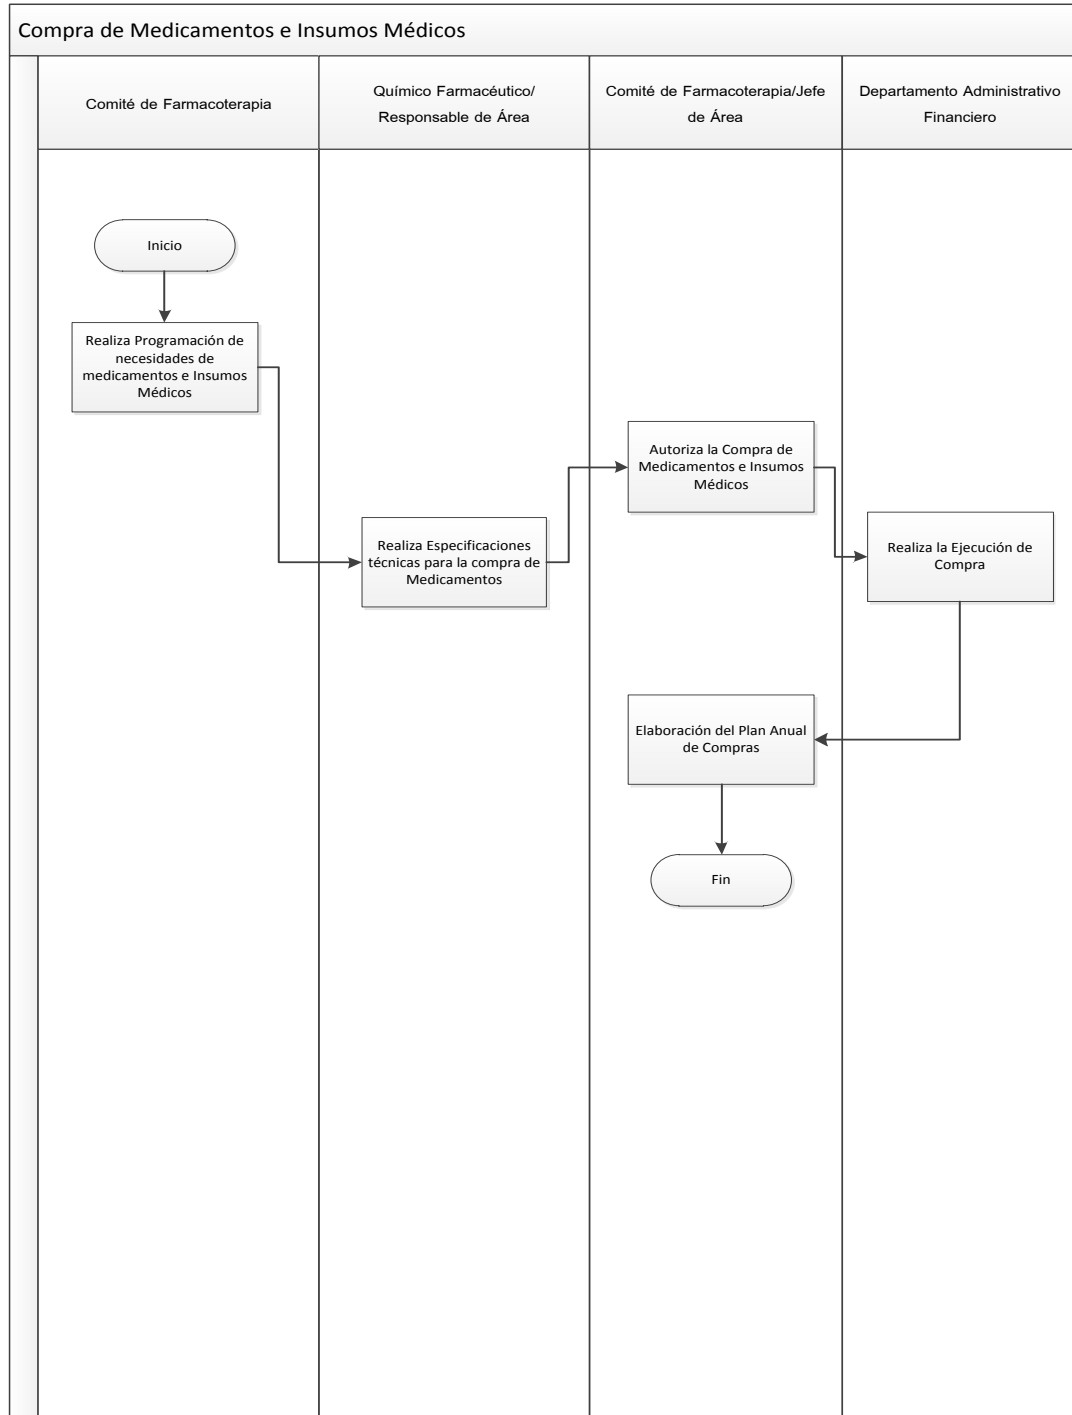 Compra de Medicamentos e Insumos Médicos
Comité de Farmacoterapia
Químico Farmacéutico/
Responsable de Área
Comité de Farmacoterapia/Jefe
de Área
Departamento Administrativo
Financiero
Inicio
Realiza Programación de
necesidades de
medicamentos e Insumos
Médicos
Realiza Especificaciones
técnicas para la compra de
Medicamentos
Autoriza la Compra de
Medicamentos e Insumos
Médicos
Realiza la Ejecución de
Compra
Elaboración del Plan Anual
de Compras
Fin